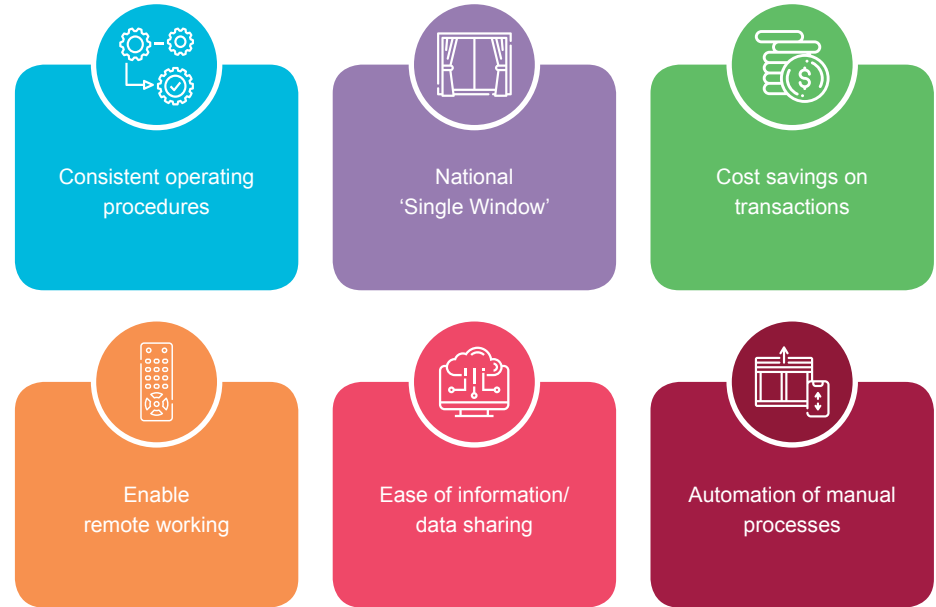 Consistent operating
procedures
National
‘Single Window’
Cost savings on
transactions
Enable
remote working
Ease of information/
data sharing
Automation of manual
processes